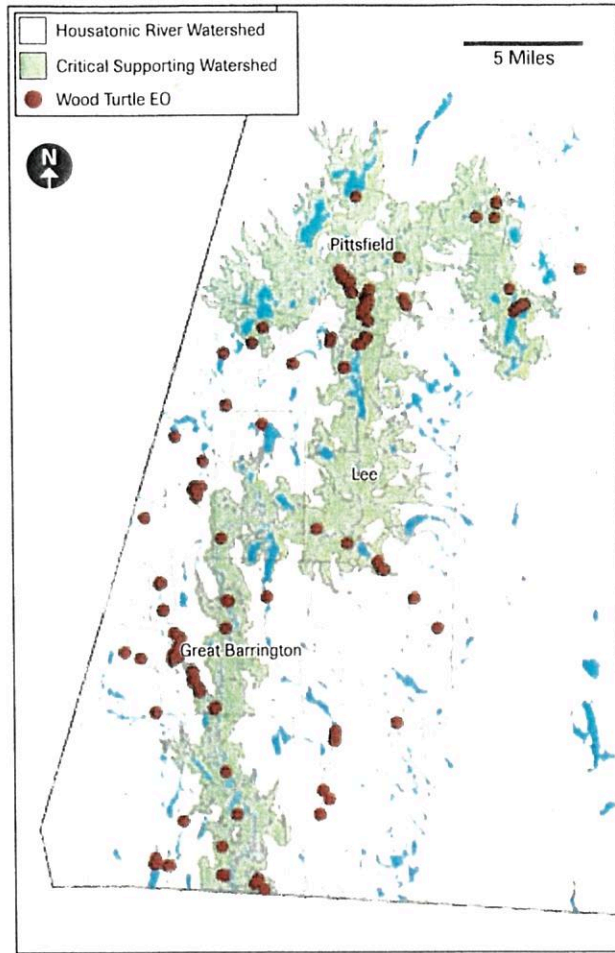 Housatonic River Watershed
Critical Supporting Watershed
Wood Turtle EO
5 Miles
N
Pittsfield
Lee
Great Barrington